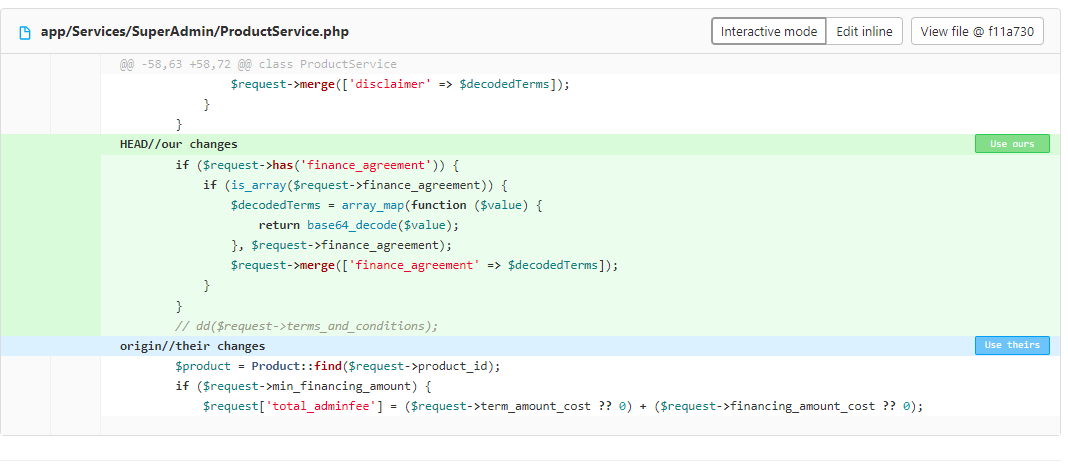 app/Services/SuperAdmin/ProductService.php Interactive mode Edit inline View file @ f11a730
@@ -58,63 +58,72 @@ class ProductService
$request->merge(['disclaimer' => $decodedTerms]);
}
}
HEAD//our changes Use ours
if ($request->has('finance_agreement')) {
if (is_array($request->finance_agreement)) {
$decodedTerms = array_map(function ($value) {
return base64_decode($value);
}, $request->finance_agreement);
$request->merge(['finance_agreement' => $decodedTerms]);
}
}
// dd($request->terms_and_conditions);
origin//their changes Use theirs
$product = Product::find($request->product_id);
if ($request->min_financing_amount) {
$request['total_adminfee'] = ($request->term_amount_cost ?? 0) + ($request->financing_amount_cost ?? 0);